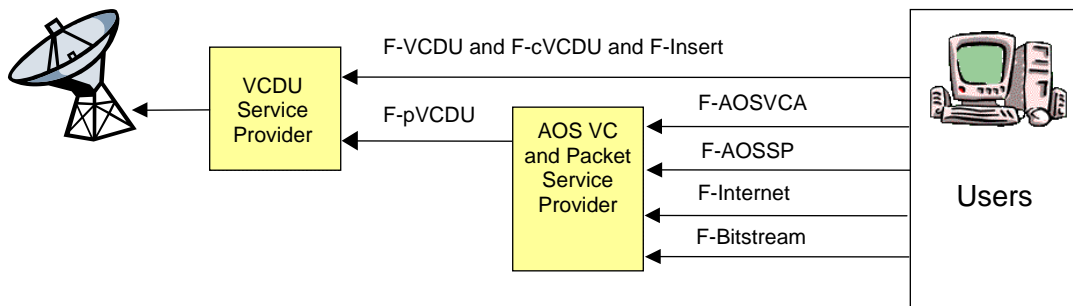 F-VCDU and F-cVCDU and F-Insert
VCDU
Service
Provider
F-pVCDU
AOS VC
and Packet
Service
Provider
F-AOSVCA
F-AOSSP
F-Internet
F-Bitstream
Users